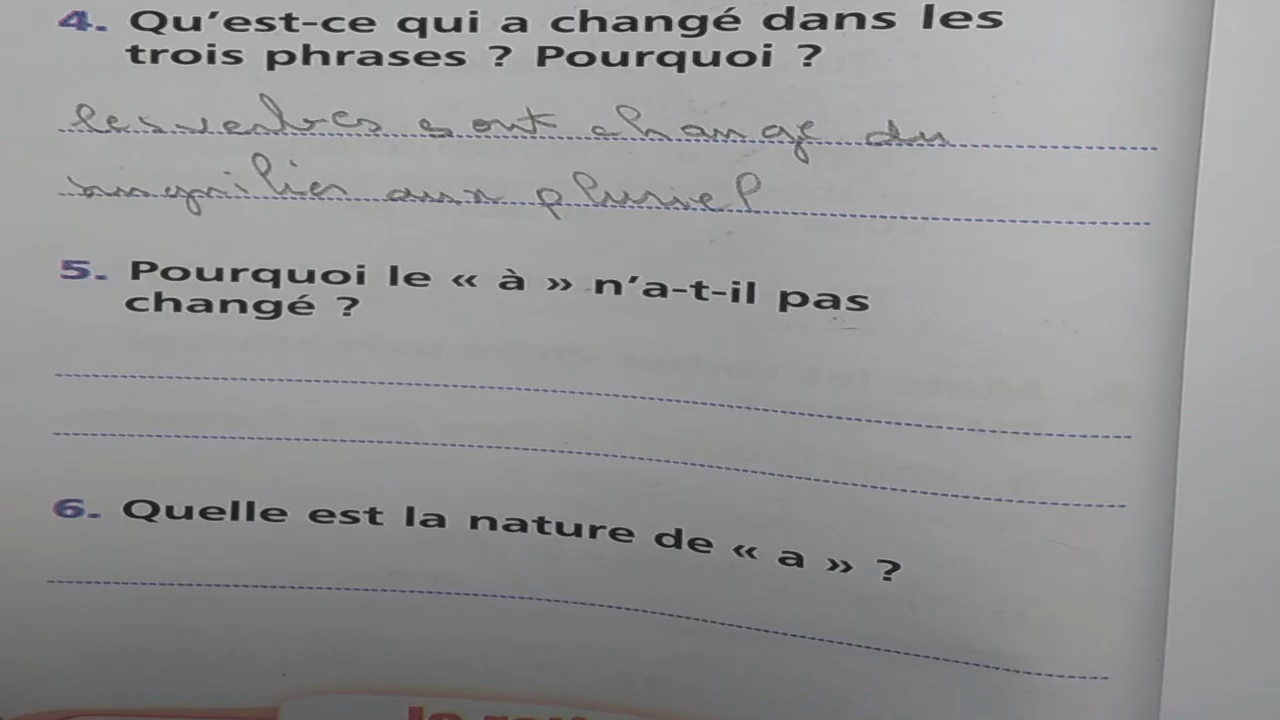 4. Qu'est-ce qui a changé dans les
trois phrases ? Pourquoi ?
les verbes sont changé du
singulier aux pluriel
5. Pourquoi le « à » n'a-t-il pas
changé ?
6. Quelle est la nature de « a » ?